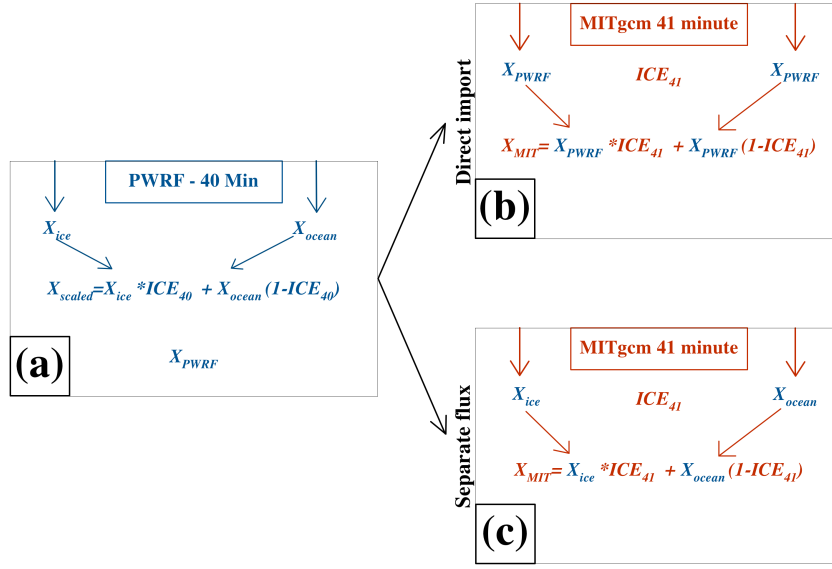 PWRF - 40 Min
X_ice X_ocean
X_scaled=X_ice *ICE_40 + X_ocean (1-ICE_40)
X_PWRF
(a)
Direct import
MITgcm 41 minute
X_PWRF ICE_41 X_PWRF
X_MIT= X_PWRF *ICE_41 + X_PWRF (1-ICE_41)
(b)
Separate flux
MITgcm 41 minute
X_ice ICE_41 X_ocean
X_MIT= X_ice *ICE_41 + X_ocean (1-ICE_41)
(c)